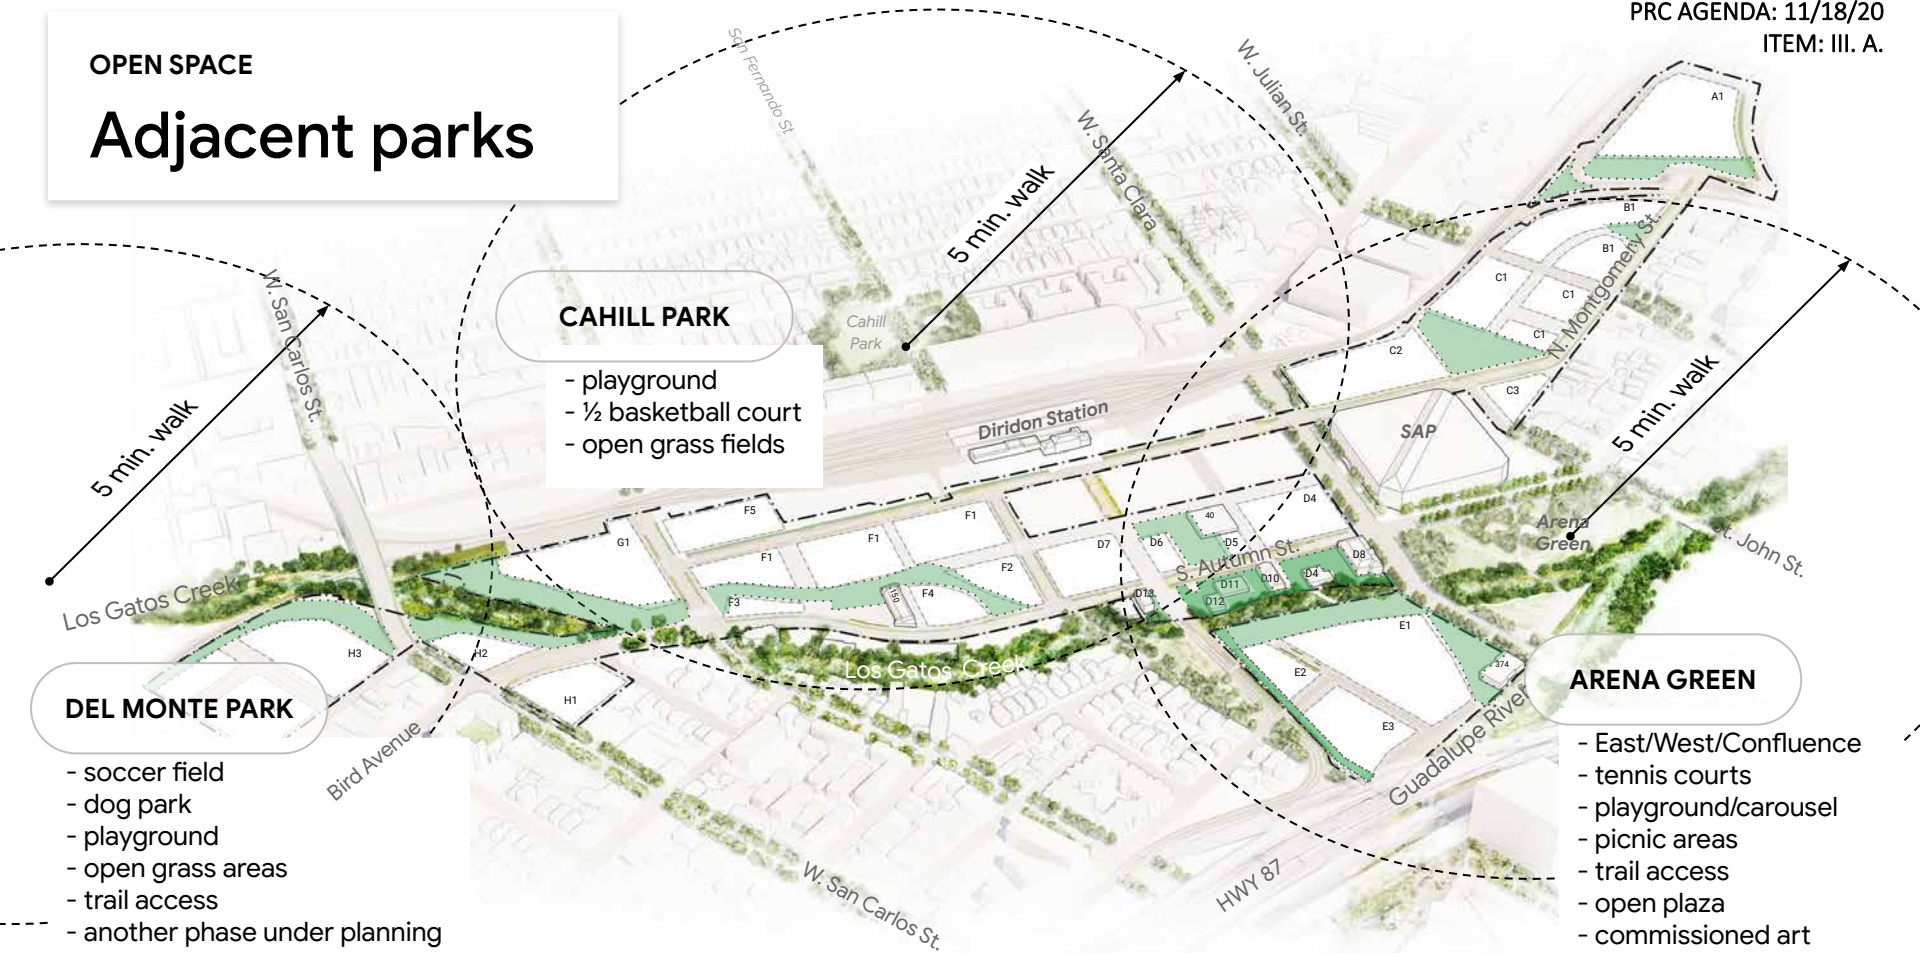 PRC AGENDA: 11/18/20
ITEM: III. A.
OPEN SPACE
Adjacent parks
San Fernando St
W. Santa Clara
W. Julian St.
W. San Carlos St.
5 min. walk
5 min. walk
5 min. walk
CAHILL PARK
- playground
- ½ basketball court
- open grass fields
Cahill
Park
Diridon Station
SAP
Arena
Green
St. John St.
N Montgomery St.
S. Autumn St.
Los Gatos Creek
Los Gatos Creek
Guadalupe River
HWY 87
Bird Avenue
W. San Carlos St.
A1
B1
B1
C1
C1
C1
C2
C3
D4
40
D5
D6
D7
D8
D4
D10
D11
D12
D13
E1
E2
E3
374
F5
F1
F1
F1
F2
F3
150
F4
G1
H3
H2
H1
DEL MONTE PARK
- soccer field
- dog park
- playground
- open grass areas
- trail access
- another phase under planning
ARENA GREEN
- East/West/Confluence
- tennis courts
- playground/carousel
- picnic areas
- trail access
- open plaza
- commissioned art